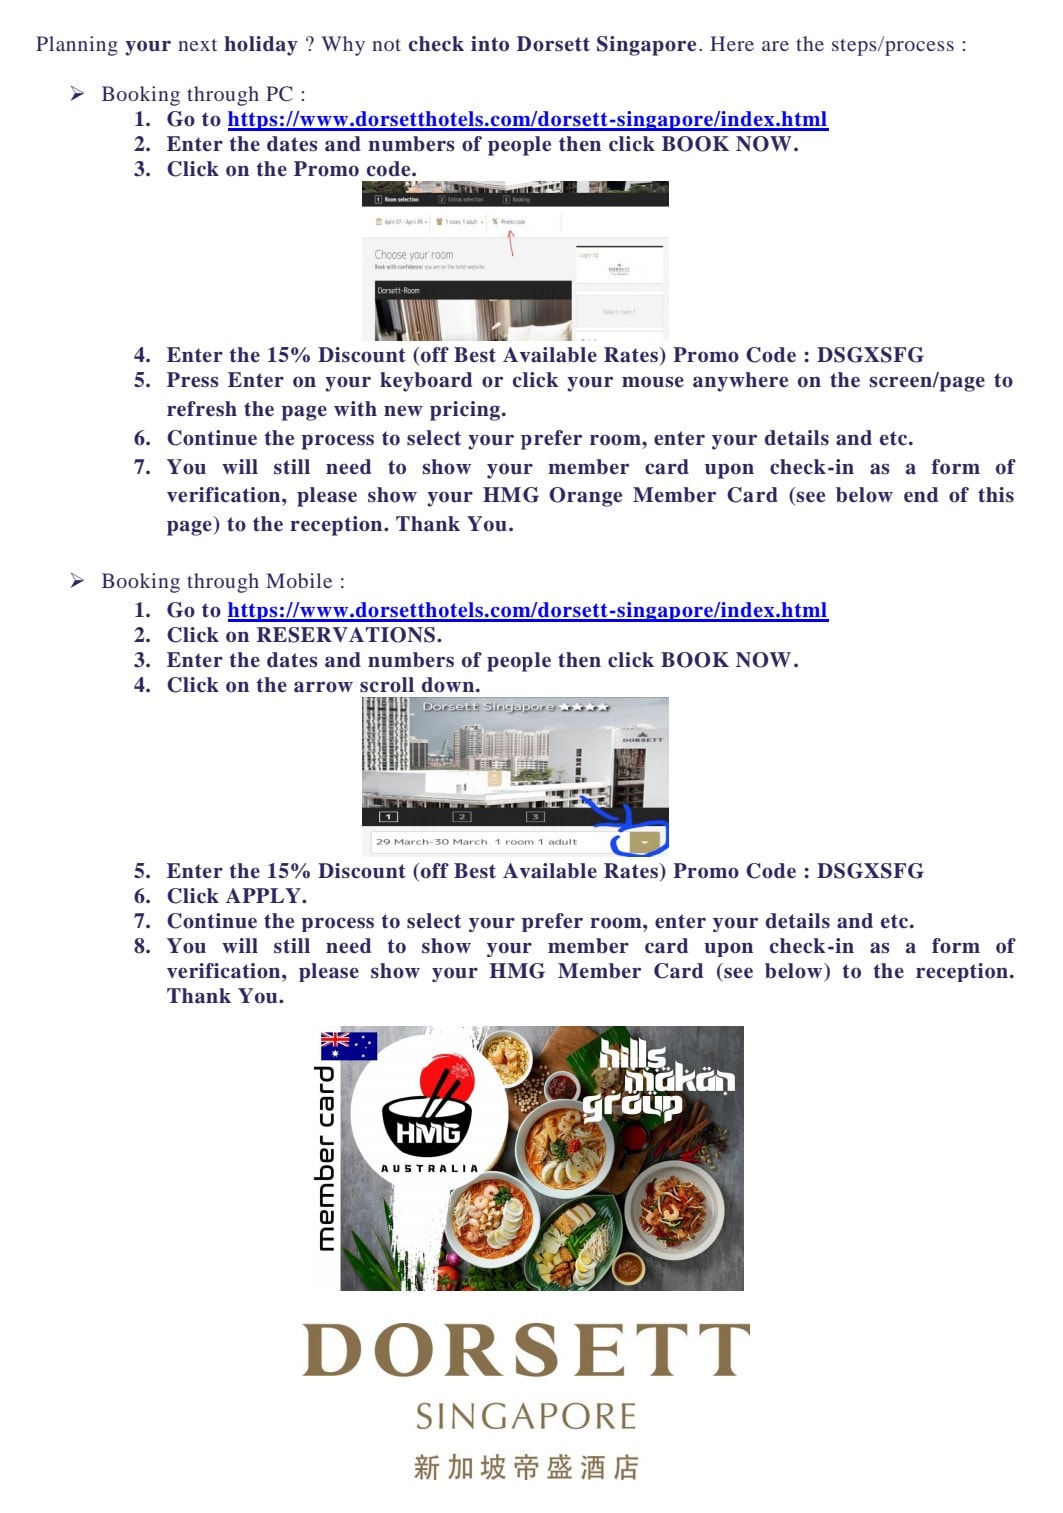 Planning your next holiday ? Why not check into Dorsett Singapore. Here are the steps/process :
➢ Booking through PC :
1. Go to https://www.dorsetthotels.com/dorsett-singapore/index.html
2. Enter the dates and numbers of people then click BOOK NOW.
3. Click on the Promo code.
1 Room selection 2 Extras selection 3 Booking
April 07 - April 09 1 room, 1 adult Promo code
Choose your room
Book with confidence: you are on the hotel website
Login to
DORSETT
Dorsett-Room
Select room 1
4. Enter the 15% Discount (off Best Available Rates) Promo Code : DSGXSFG
5. Press Enter on your keyboard or click your mouse anywhere on the screen/page to
refresh the page with new pricing.
6. Continue the process to select your prefer room, enter your details and etc.
7. You will still need to show your member card upon check-in as a form of
verification, please show your HMG Orange Member Card (see below end of this
page) to the reception. Thank You.
➢ Booking through Mobile :
1. Go to https://www.dorsetthotels.com/dorsett-singapore/index.html
2. Click on RESERVATIONS.
3. Enter the dates and numbers of people then click BOOK NOW.
4. Click on the arrow scroll down.
Dorsett Singapore ★★★★
DORSETT
1 2 3
29 March-30 March 1 room 1 adult
5. Enter the 15% Discount (off Best Available Rates) Promo Code : DSGXSFG
6. Click APPLY.
7. Continue the process to select your prefer room, enter your details and etc.
8. You will still need to show your member card upon check-in as a form of
verification, please show your HMG Member Card (see below) to the reception.
Thank You.
member card
HMG
AUSTRALIA
hills
makan
group
DORSETT
SINGAPORE
新加坡帝盛酒店